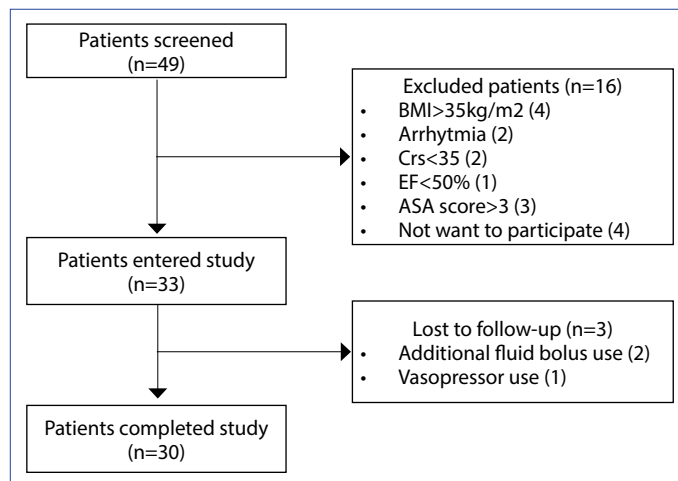 Patients screened
(n=49)
Excluded patients (n=16)
• BMI>35kg/m2 (4)
• Arrhytmia (2)
• Crs<35 (2)
• EF<50% (1)
• ASA score>3 (3)
• Not want to participate (4)
Patients entered study
(n=33)
Lost to follow-up (n=3)
• Additional fluid bolus use (2)
• Vasopressor use (1)
Patients completed study
(n=30)